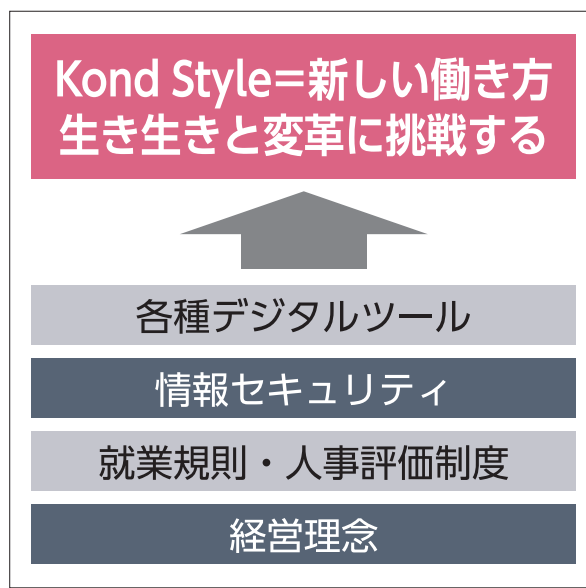 Kond Style＝新しい働き方
生き生きと変革に挑戦する
各種デジタルツール
情報セキュリティ
就業規則・人事評価制度
経営理念